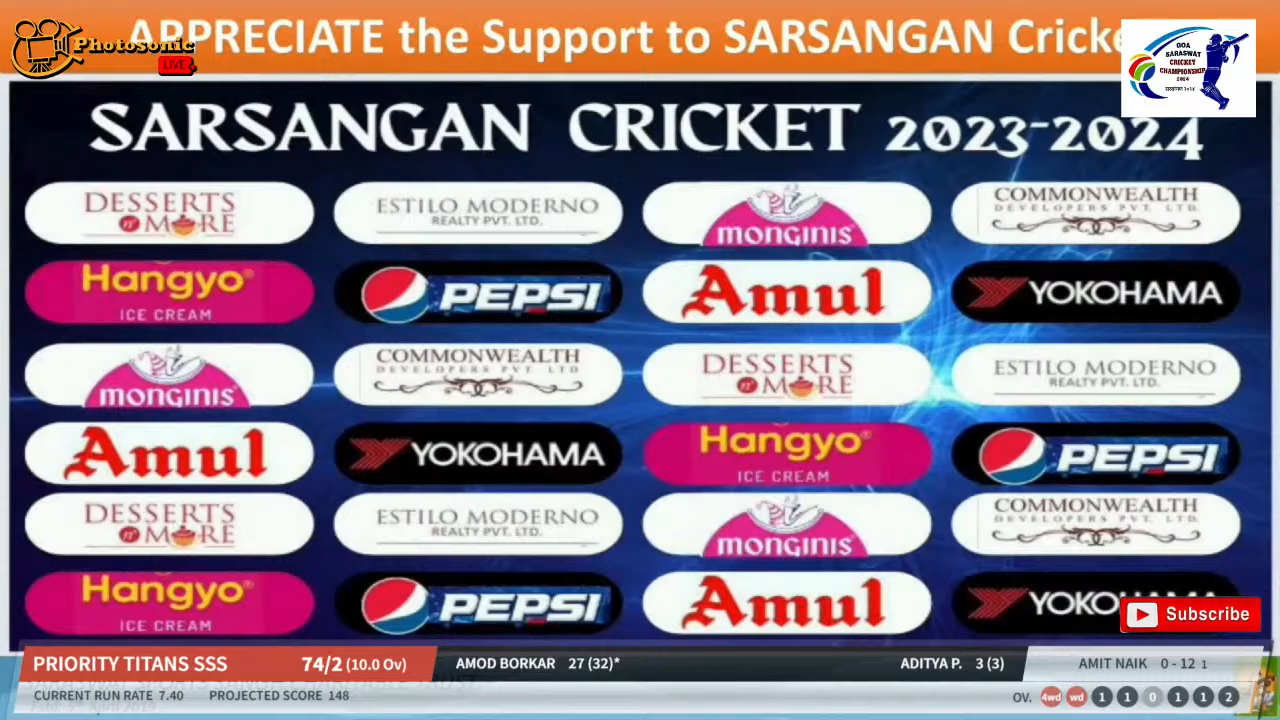 APPRECIATE the Support to SARSANGAN Cricke
PhotoSonic
LIVE
GOA
SARASWAT
CRICKET
CHAMPIONSHIP
2024
सारसांगण २०२४
SARSANGAN CRICKET 2023-2024
DESSERTS n' MORE
ESTILO MODERNO REALTY PVT. LTD.
MONGINIS
COMMONWEALTH DEVELOPERS PVT. LTD.
Hangyo ICE CREAM
PEPSI
Amul
YOKOHAMA
MONGINIS
COMMONWEALTH DEVELOPERS PVT. LTD.
DESSERTS n' MORE
ESTILO MODERNO REALTY PVT. LTD.
Amul
YOKOHAMA
Hangyo ICE CREAM
PEPSI
DESSERTS n' MORE
ESTILO MODERNO REALTY PVT. LTD.
MONGINIS
COMMONWEALTH DEVELOPERS PVT. LTD.
Hangyo ICE CREAM
PEPSI
Amul
YOKOHAMA
Subscribe
PRIORITY TITANS SSS 74/2 (10.0 Ov) AMOD BORKAR 27 (32)* ADITYA P. 3 (3) AMIT NAIK 0 - 12 1
CURRENT RUN RATE 7.40 PROJECTED SCORE 148 OV. 4wd wd 1 1 0 1 1 2